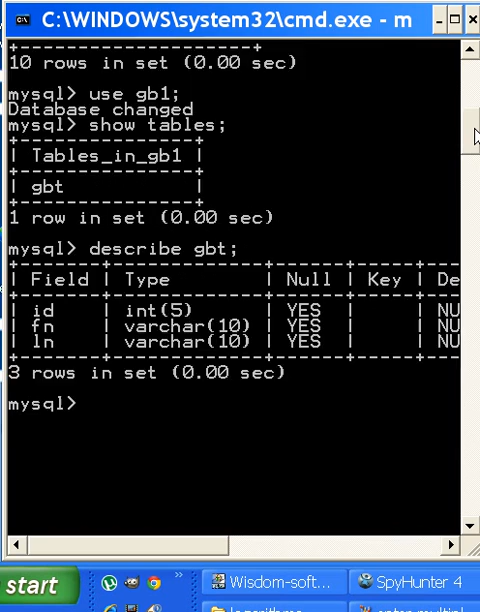 C:\WINDOWS\system32\cmd.exe - m
+-----------------------+
10 rows in set (0.00 sec)
mysql> use gb1;
Database changed
mysql> show tables;
+----------------+
| Tables_in_gb1 |
+----------------+
| gbt |
+----------------+
1 row in set (0.00 sec)
mysql> describe gbt;
+-------+-------------+------+-----+---
| Field | Type | Null | Key | De
+-------+-------------+------+-----+---
| id | int(5) | YES | | NU
| fn | varchar(10) | YES | | NU
| ln | varchar(10) | YES | | NU
+-------+-------------+------+-----+---
3 rows in set (0.00 sec)
mysql>
start
Wisdom-soft...
SpyHunter 4